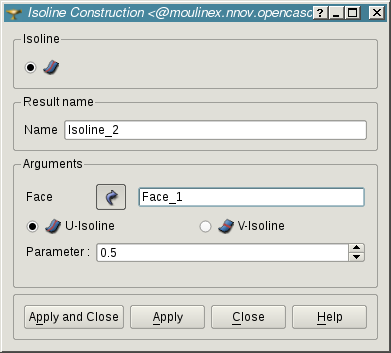 Isoline Construction <@moulinex.nnov.opencasc
Isoline
Result name
Name Isoline_2
Arguments
Face Face_1
U-Isoline V-Isoline
Parameter : 0.5
Apply and Close Apply Close Help